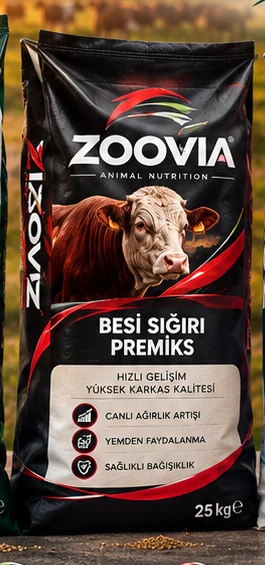 ZOOVIA®
ANIMAL NUTRITION
ZOOVIZ
BESİ SIĞIRI
PREMİKS
HIZLI GELİŞİM
YÜKSEK KARKAS KALİTESİ
CANLI AĞIRLIK ARTIŞI
YEMDEN FAYDALANMA
SAĞLIKLI BAĞIŞIKLIK
25 kg℮